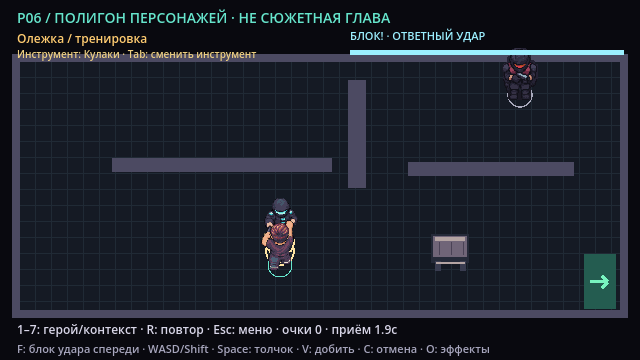 P06 / ПОЛИГОН ПЕРСОНАЖЕЙ · НЕ СЮЖЕТНАЯ ГЛАВА
Олежка / тренировка
БЛОК! · ОТВЕТНЫЙ УДАР
Инструмент: Кулаки · Tab: сменить инструмент
1–7: герой/контекст · R: повтор · Esc: меню · очки 0 · приём 1.9с
F: блок удара спереди · WASD/Shift · Space: толчок · V: добить · C: отмена · O: эффекты